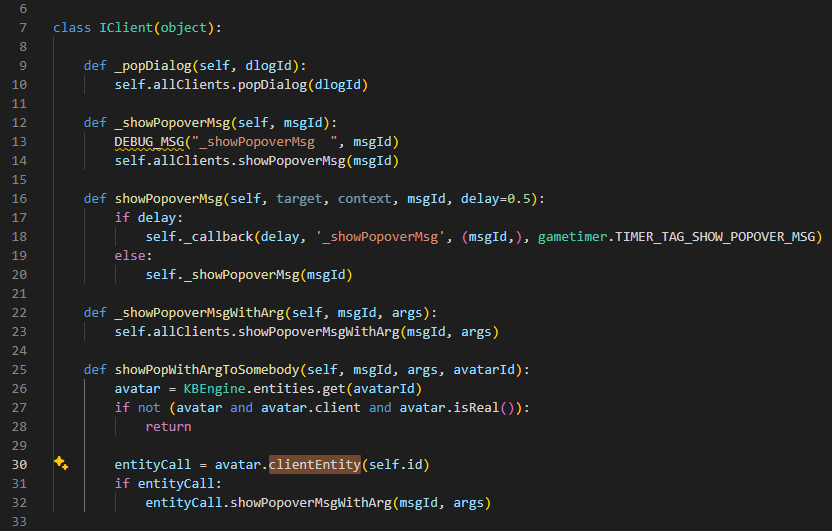 6
7 class IClient(object):
8
9     def _popDialog(self, dlogId):
10         self.allClients.popDialog(dlogId)
11
12     def _showPopoverMsg(self, msgId):
13         DEBUG_MSG("_showPopoverMsg  ", msgId)
14         self.allClients.showPopoverMsg(msgId)
15
16     def showPopoverMsg(self, target, context, msgId, delay=0.5):
17         if delay:
18             self._callback(delay, '_showPopoverMsg', (msgId,), gametimer.TIMER_TAG_SHOW_POPOVER_MSG)
19         else:
20             self._showPopoverMsg(msgId)
21
22     def _showPopoverMsgWithArg(self, msgId, args):
23         self.allClients.showPopoverMsgWithArg(msgId, args)
24
25     def showPopWithArgToSomebody(self, msgId, args, avatarId):
26         avatar = KBEngine.entities.get(avatarId)
27         if not (avatar and avatar.client and avatar.isReal()):
28             return
29
30         entityCall = avatar.clientEntity(self.id)
31         if entityCall:
32             entityCall.showPopoverMsgWithArg(msgId, args)
33